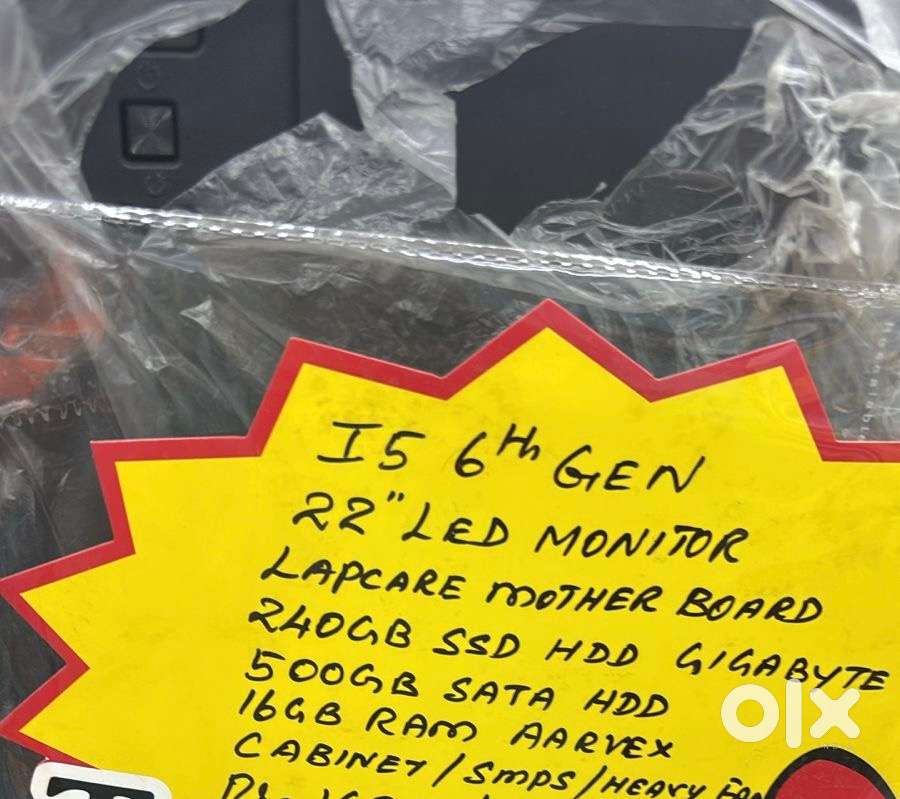 I5 6th GEN
22" LED MONITOR
LAPCARE MOTHER BOARD
240GB SSD HDD GIGABYTE
500GB SATA HDD
16GB RAM AARVEX
CABINET/SMPS/HEAVY FAN
olx